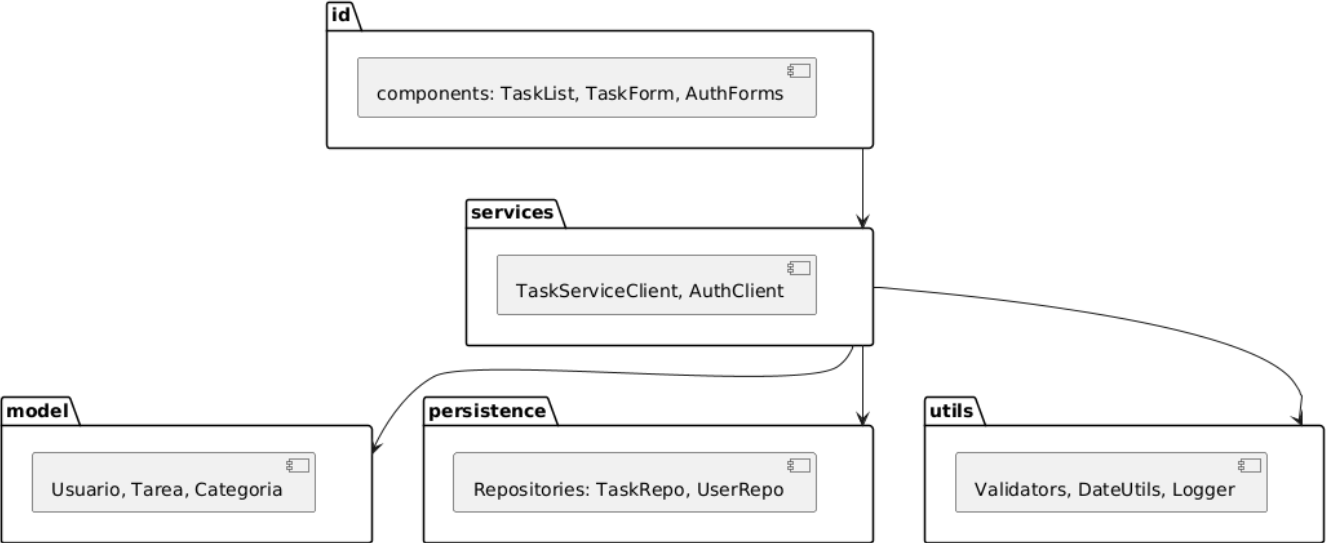 id
components: TaskList, TaskForm, AuthForms
services
TaskServiceClient, AuthClient
model
Usuario, Tarea, Categoria
persistence
Repositories: TaskRepo, UserRepo
utils
Validators, DateUtils, Logger